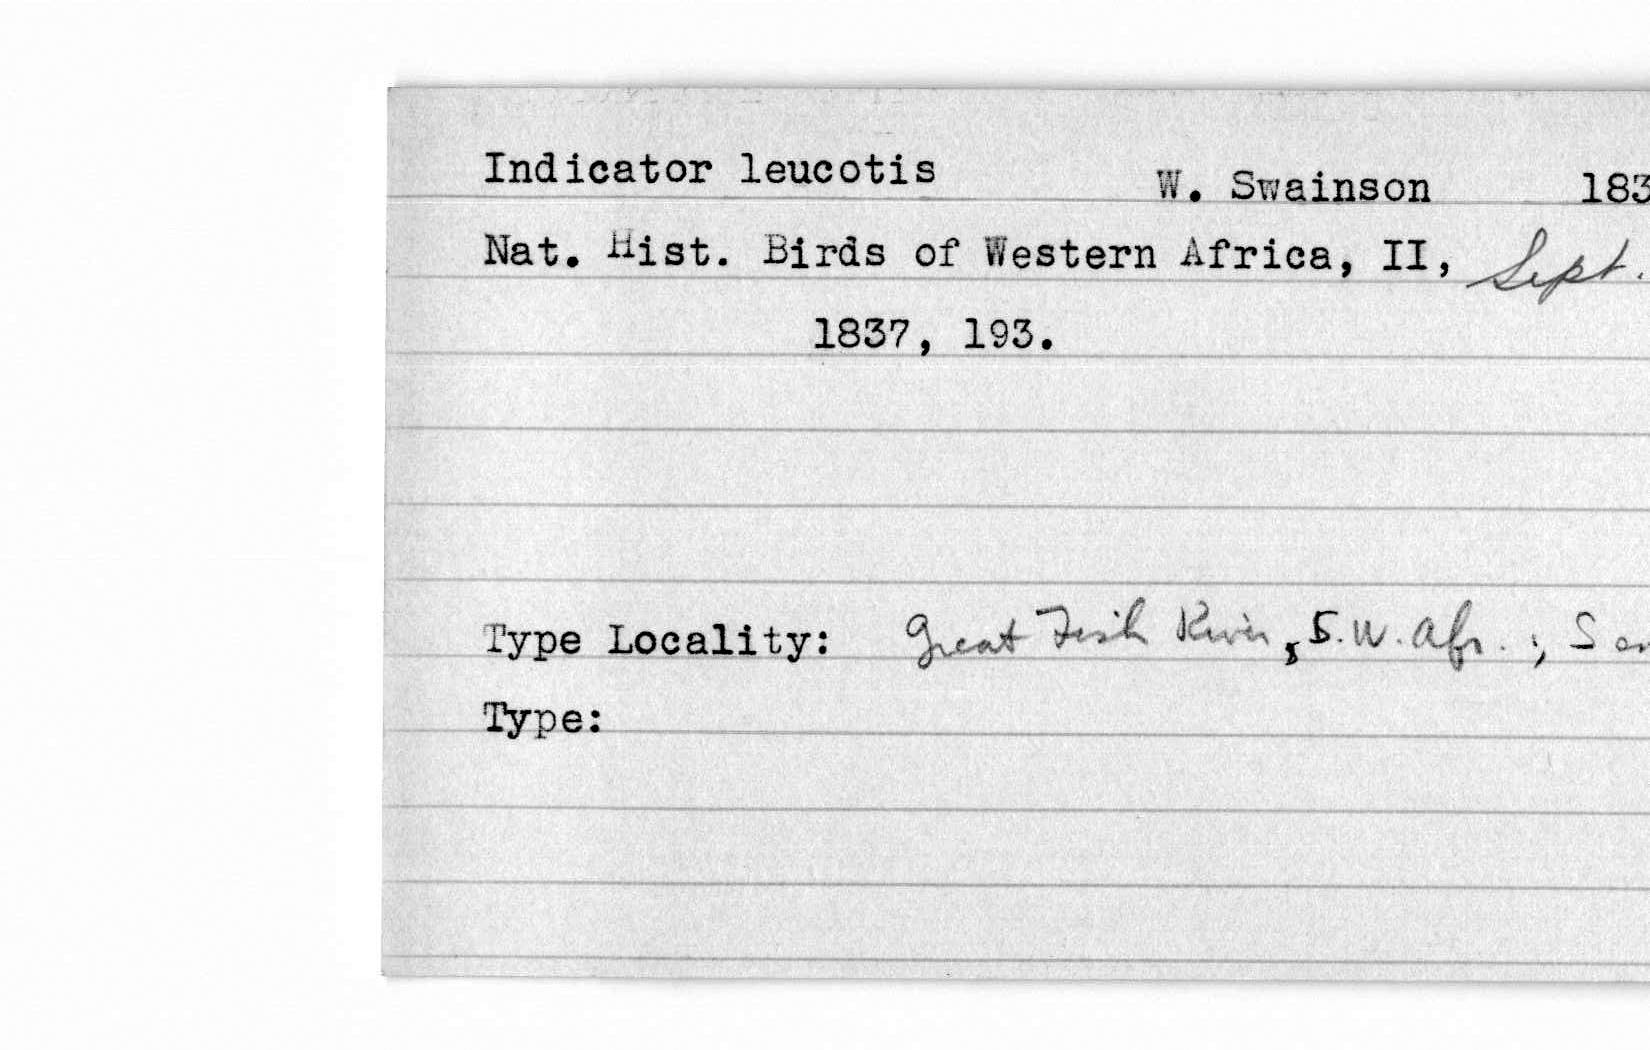 Indicator leucotis W. Swainson 183
Nat. Hist. Birds of Western Africa, II, Sept.
1837, 193.
Type Locality: Great Fish River, S.W. Afr. ; Sen
Type: